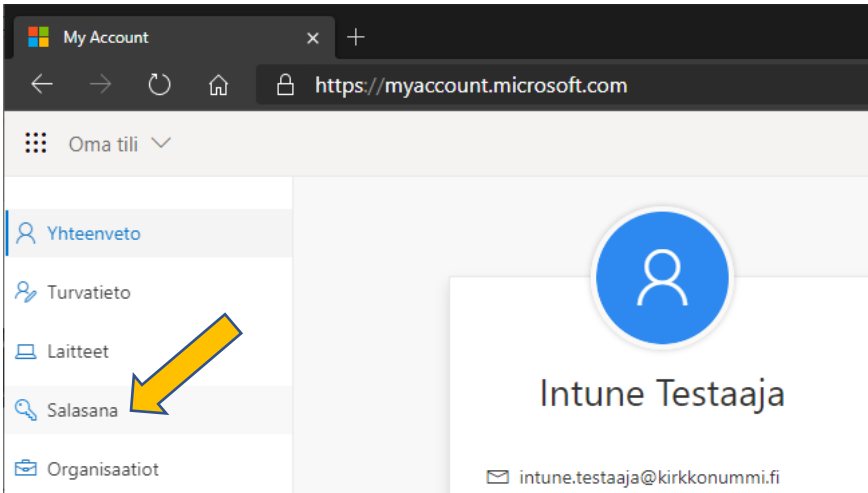 My Account
https://myaccount.microsoft.com
Oma tili
Yhteenveto
Turvatieto
Laitteet
Salasana
Organisaatiot
Intune Testaaja
intune.testaaja@kirkkonummi.fi